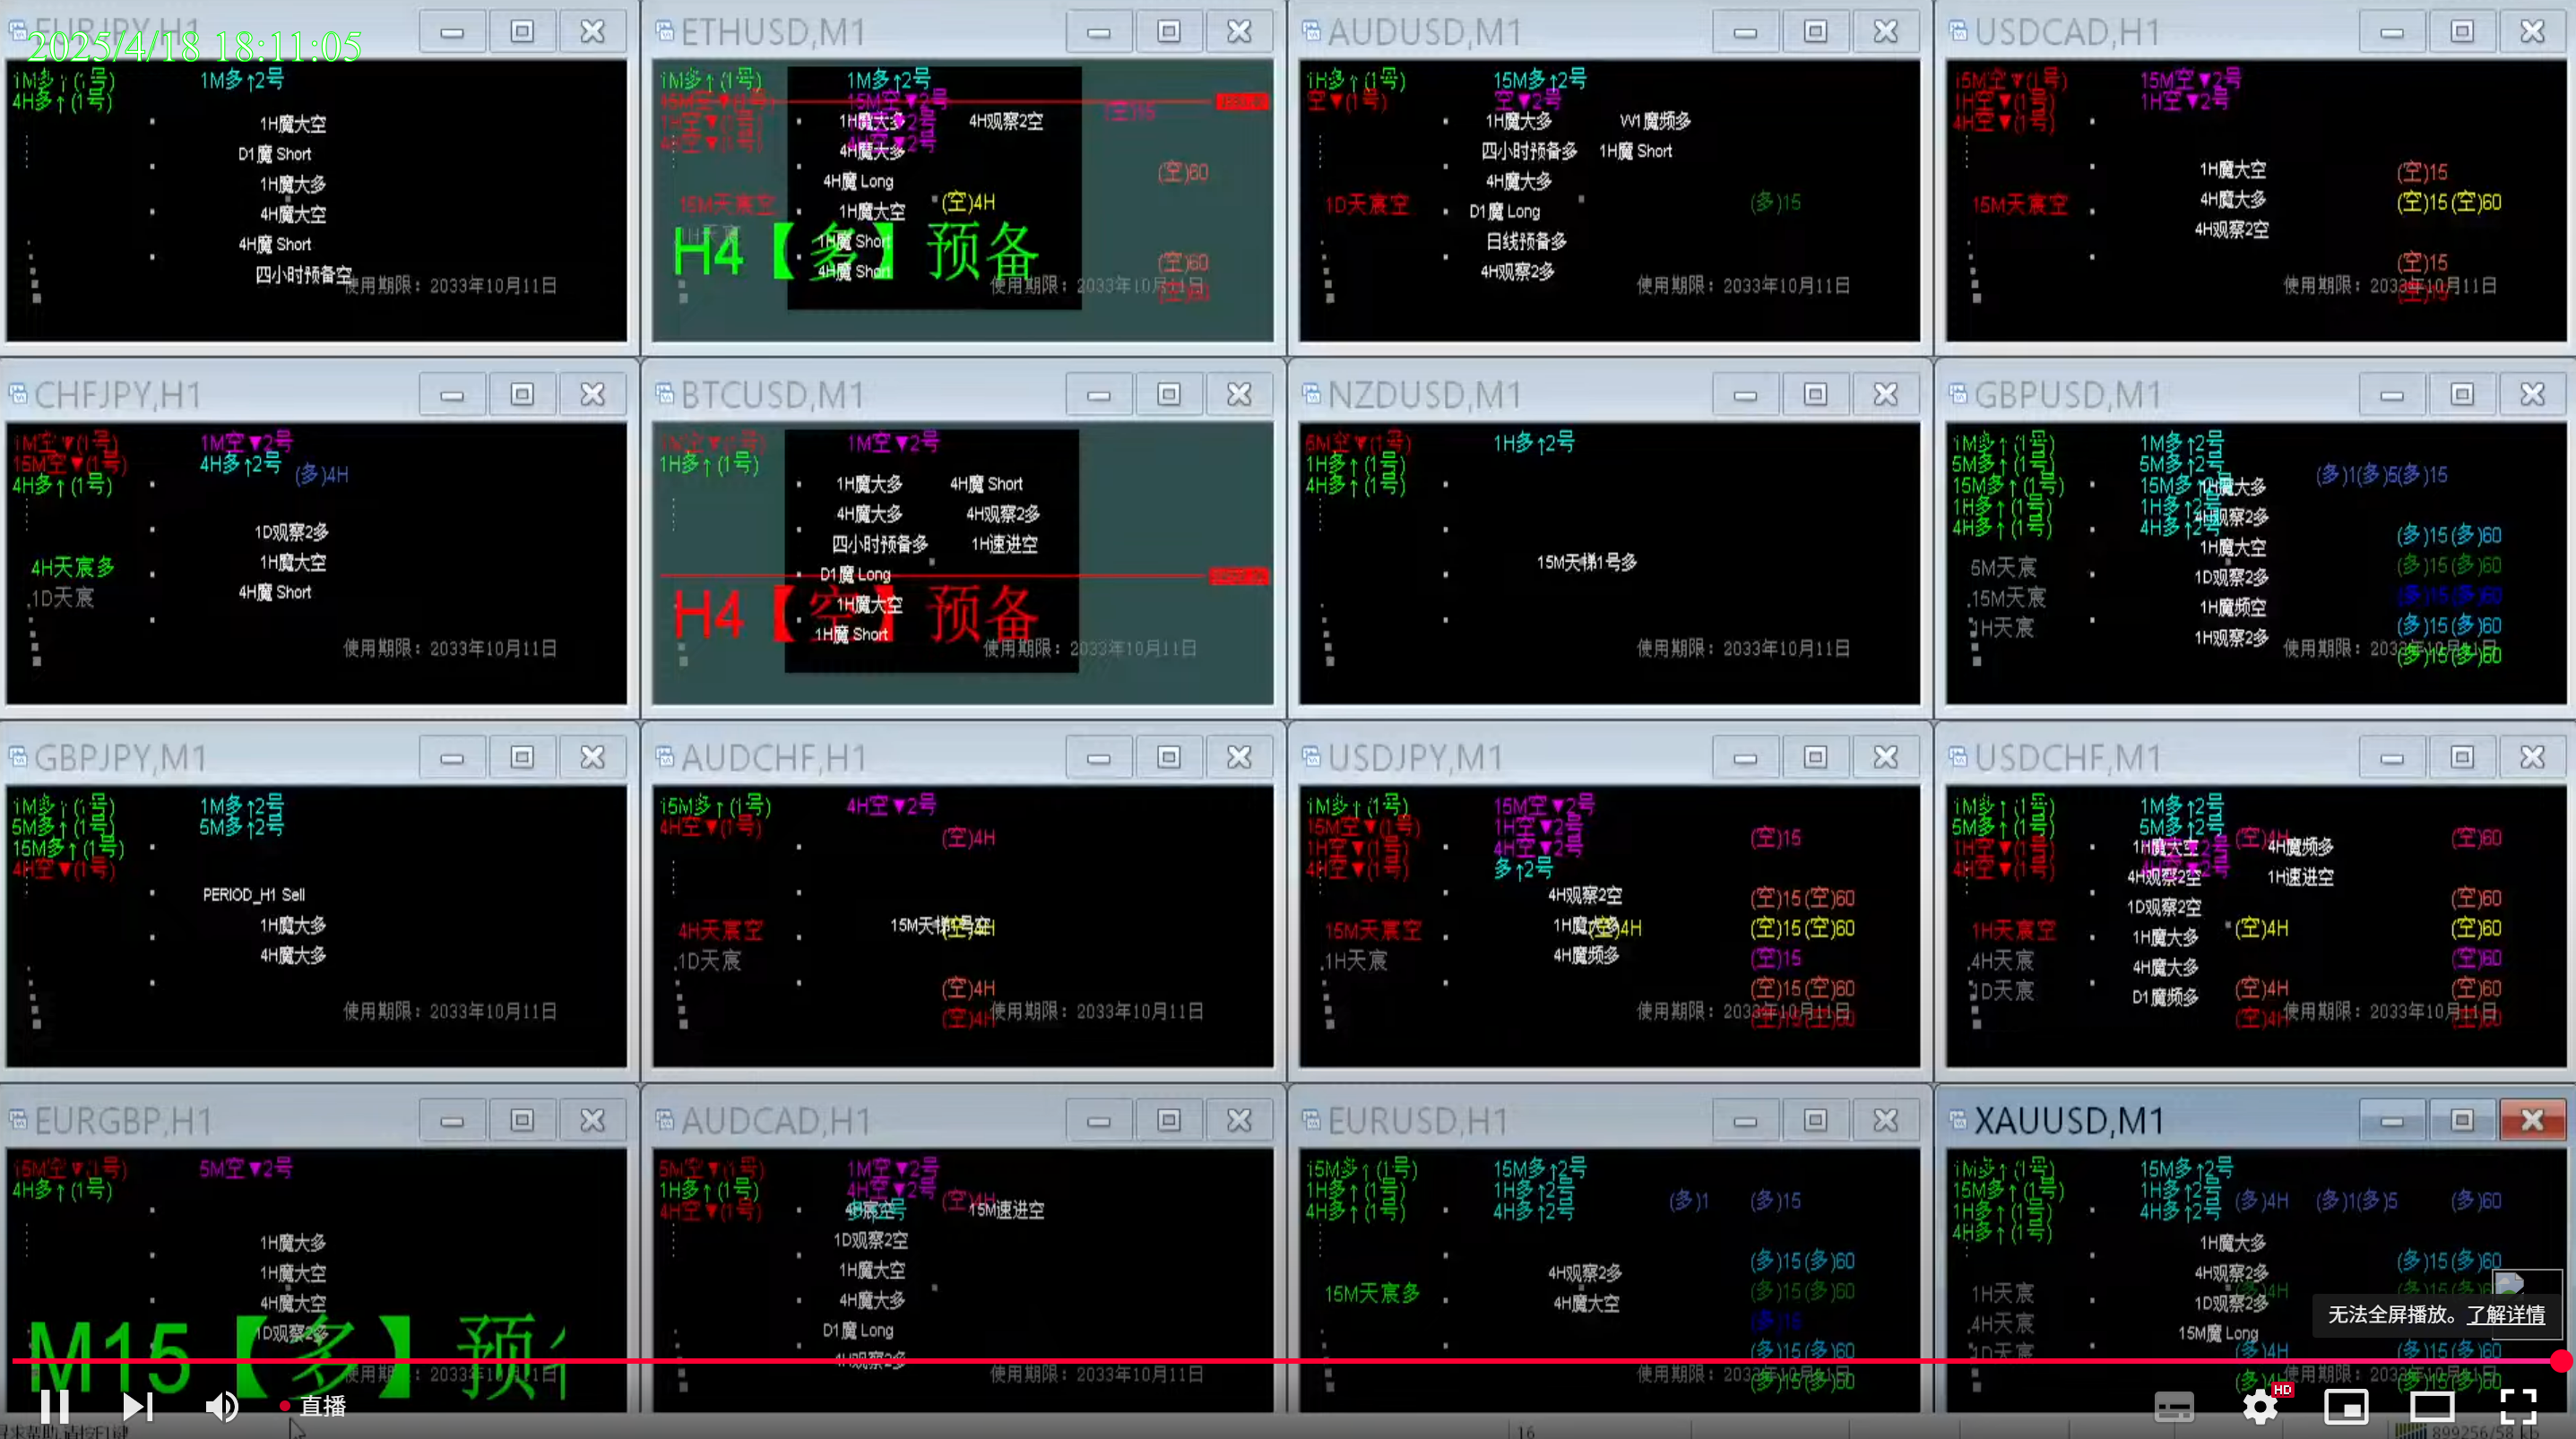 EURJPY,H1
2025/4/18 18:11:05
1M多↑(1号) 1M多↑2号
4H多↑(1号)
1H魔大空
D1魔 Short
1H魔大多
4H魔大空
4H魔 Short
四小时预备空
使用期限：2033年10月11日
ETHUSD,M1
1M多↑(1号) 1M多↑2号
15M空▼(1号) 15M空▼2号 (空)15
1H魔大多 4H观察2空
4H魔大多 (空)60
4H魔 Long
15M天宸空 1H魔大空 (空)4H
H4【多】预备
1H魔 Short
4H魔 Short (空)60
使用期限：2033年10月11日
(空)60
AUDUSD,M1
1H多↑(1号) 15M多↑2号
空▼(1号) 空▼2号
1H魔大多 W1魔频多
四小时预备多 1H魔 Short
4H魔大多
1D天宸空 D1魔 Long (多)15
日线预备多
4H观察2多
使用期限：2033年10月11日
USDCAD,H1
15M空▼(1号) 15M空▼2号
1H空▼(1号) 1H空▼2号
4H空▼(1号)
1H魔大空 (空)15
15M天宸空 4H魔大多 (空)15(空)60
4H观察2空
(空)15
使用期限：2033年10月11日
(空)15
CHFJPY,H1
1M空▼(1号) 1M空▼2号
15M空▼(1号) 4H多↑2号 (多)4H
4H多↑(1号)
1D观察2多
4H天宸多 1H魔大多
1D天宸 4H魔 Short
使用期限：2033年10月11日
BTCUSD,M1
1M空▼(1号) 1M空▼2号
1H多↑(1号)
1H魔大多 4H魔 Short
4H魔大多 4H观察2多
四小时预备多 1H速进空
D1魔 Long
H4【空】预备
1H魔大空
1H魔 Short
使用期限：2033年10月11日
NZDUSD,M1
5M空▼(1号) 1H多↑2号
1H多↑(1号)
4H多↑(1号)
15M天梯1号多
使用期限：2033年10月11日
GBPUSD,M1
1M多↑(1号) 1M多↑2号
5M多↑(1号) 5M多↑2号 (多)1(多)5(多)15
15M多↑(1号) 15M多↑2号 1H魔大多
1H多↑(1号) 1H多↑2号 4H观察2多
4H多↑(1号) 4H多↑2号 (多)15(多)60
1H魔大空
5M天宸 1D观察2多 (多)15(多)60
15M天宸 1H魔频空 (多)15(多)60
1H天宸 1H观察2多 (多)15(多)60
使用期限：2033年10月11日
(多)15(多)60
GBPJPY,M1
1M多↑(1号) 1M多↑2号
5M多↑(1号) 5M多↑2号
15M多↑(1号)
4H空▼(1号)
PERIOD_H1 Sell
1H魔大多
4H魔大多
使用期限：2033年10月11日
AUDCHF,H1
15M多↑(1号) 4H空▼2号
4H空▼(1号) (空)4H
4H天宸空 (空)4H
1D天宸
(空)4H
使用期限：2033年10月11日
(空)4H
USDJPY,M1
1M多↑(1号) 15M空▼2号
15M空▼(1号) 1H空▼2号 (空)15
1H空▼(1号) 4H空▼2号
4H空▼(1号) 多↑2号
4H观察2空 (空)15(空)60
15M天宸空 1H魔大多 (空)4H (空)15(空)60
1H天宸 4H魔频多 (空)15
(空)15(空)60
使用期限：2033年10月11日
(空)15(空)60
USDCHF,M1
1M多↑(1号) 1M多↑2号
5M多↑(1号) 5M多↑2号 (空)4H (空)60
1H空▼(1号) 1H魔大空 4H魔频多
4H空▼(1号) 4H观察2空 1H速进空
1D观察2空 (空)60
1H天宸空 1H魔大多 (空)4H (空)60
4H天宸 4H魔大多 (空)60
1D天宸 D1魔频多 (空)4H (空)60
使用期限：2033年10月11日
(空)4H (空)60
EURGBP,H1
15M空▼(1号) 5M空▼2号
4H多↑(1号)
1H魔大多
1H魔大空
4H魔大空
1D观察2多
M15【多】预
使用期限：2033年10月11日
AUDCAD,H1
5M空▼(1号) 1M空▼2号
1H多↑(1号) 4H空▼2号 (空)4H
4H空▼(1号) 15M速进空
1D观察2空
1H魔大空
4H魔大多
D1魔 Long
4H观察2多
使用期限：2033年10月11日
EURUSD,H1
15M多↑(1号) 15M多↑2号
1H多↑(1号) 1H多↑2号 (多)1 (多)15
4H多↑(1号) 4H多↑2号
(多)15(多)60
4H观察2多
15M天宸多 4H魔大空 (多)15(多)60
(多)15
(多)15(多)60
使用期限：2033年10月11日
(多)15(多)60
XAUUSD,M1
1M多↑(1号) 15M多↑2号
15M多↑(1号) 1H多↑2号 (多)4H (多)1(多)5 (多)60
1H多↑(1号) 4H多↑2号
4H多↑(1号)
1H魔大多
4H观察2多 (多)15(多)60
1H天宸 1D观察2多 (多)4H
4H天宸 15M魔 Long
1D天宸 (多)4H (多)15(多)60
使用期限：2033年10月11日
无法全屏播放。了解详情
直播
HD
寻求帮助,请按F1键
16
899256/58 kb